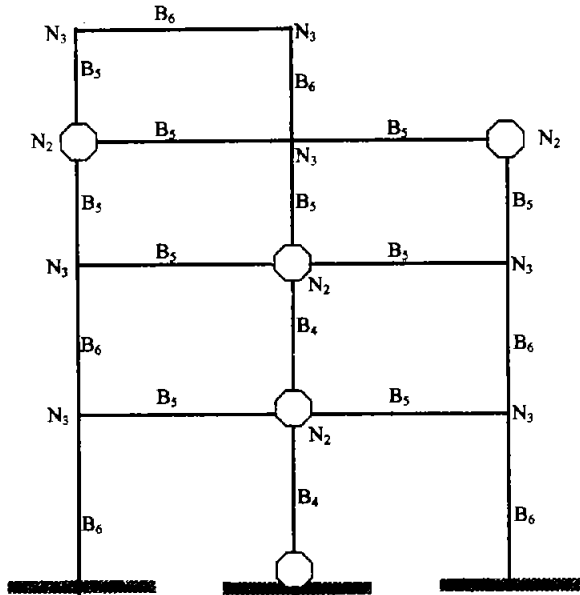 B₆
N₃ N₃
B₅ B₆
N₂ B₅ B₅ N₂
N₃
B₅ B₅ B₅
N₃ B₅ B₅ N₃
N₂
B₆ B₄ B₆
N₃ B₅ B₅ N₃
N₂
B₆ B₄ B₆